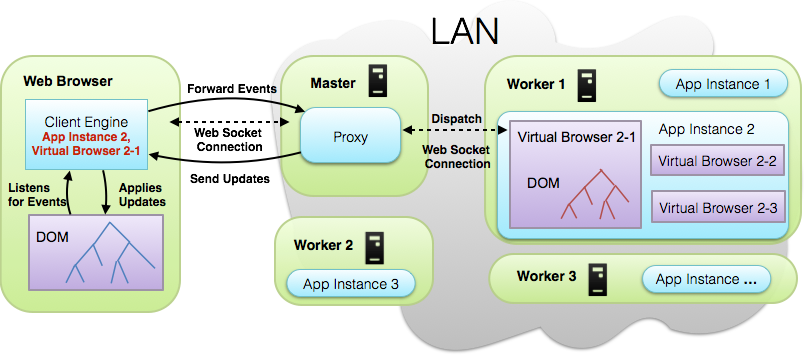 LAN
Web Browser
Client Engine
App Instance 2,
Virtual Browser 2-1
Listens
for Events
Applies
Updates
DOM
Forward Events
Web Socket
Connection
Send Updates
Master
Proxy
Dispatch
Web Socket
Connection
Worker 1
App Instance 1
App Instance 2
Virtual Browser 2-1
DOM
Virtual Browser 2-2
Virtual Browser 2-3
Worker 2
App Instance 3
Worker 3
App Instance ...